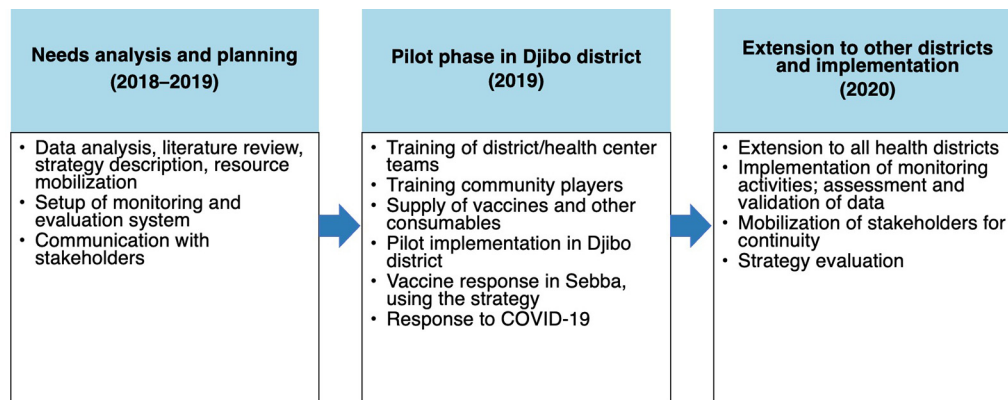 Needs analysis and planning
(2018–2019)
• Data analysis, literature review,
strategy description, resource
mobilization
• Setup of monitoring and
evaluation system
• Communication with
stakeholders
Pilot phase in Djibo district
(2019)
• Training of district/health center
teams
• Training community players
• Supply of vaccines and other
consumables
• Pilot implementation in Djibo
district
• Vaccine response in Sebba,
using the strategy
• Response to COVID-19
Extension to other districts
and implementation
(2020)
• Extension to all health districts
• Implementation of monitoring
activities; assessment and
validation of data
• Mobilization of stakeholders for
continuity
• Strategy evaluation